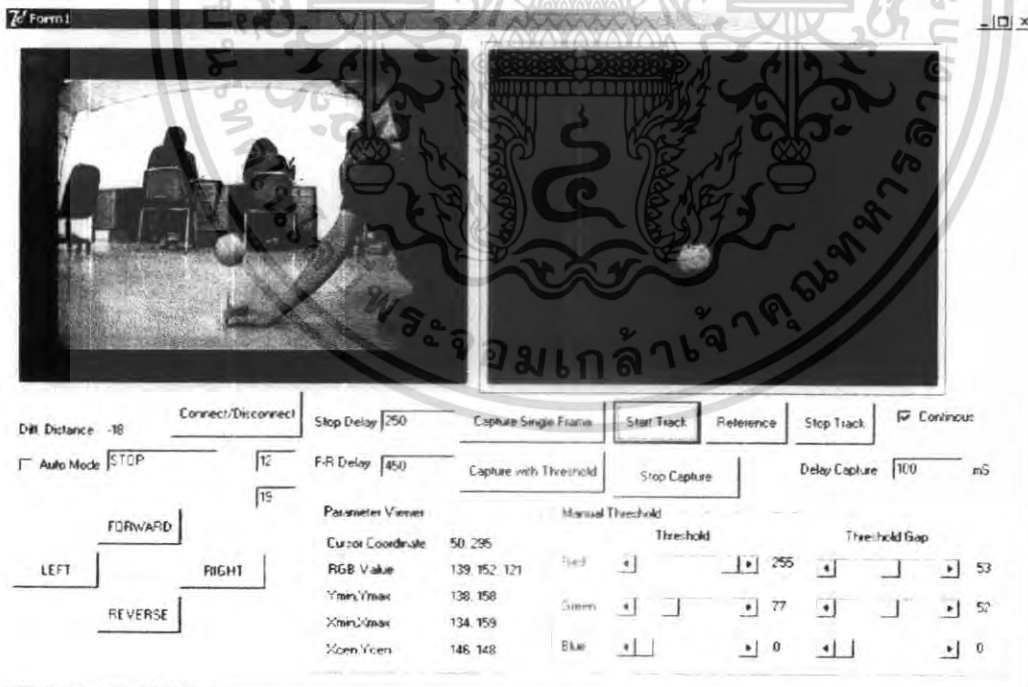 Form1
Diff. Distance -18
Connect/Disconnect
Stop Delay 250
Capture Single Frame
Start Track
Reference
Stop Track
Continous
Auto Mode STOP
12
F-R Delay 450
Capture with Threshold
Stop Capture
Delay Capture 100 mS
19
FORWARD
LEFT
RIGHT
REVERSE
Parameter Viewer
Cursor Coordinate 50, 295
RGB Value 139, 152, 121
Ymin,Ymax 138, 158
Xmin,Xmax 134, 159
Xcen,Ycen 146, 148
Manual Threshold
Threshold
Threshold Gap
Red 255 53
Green 77 52
Blue 0 0
พระจอมเกล้าเจ้าคุณทหารลาด